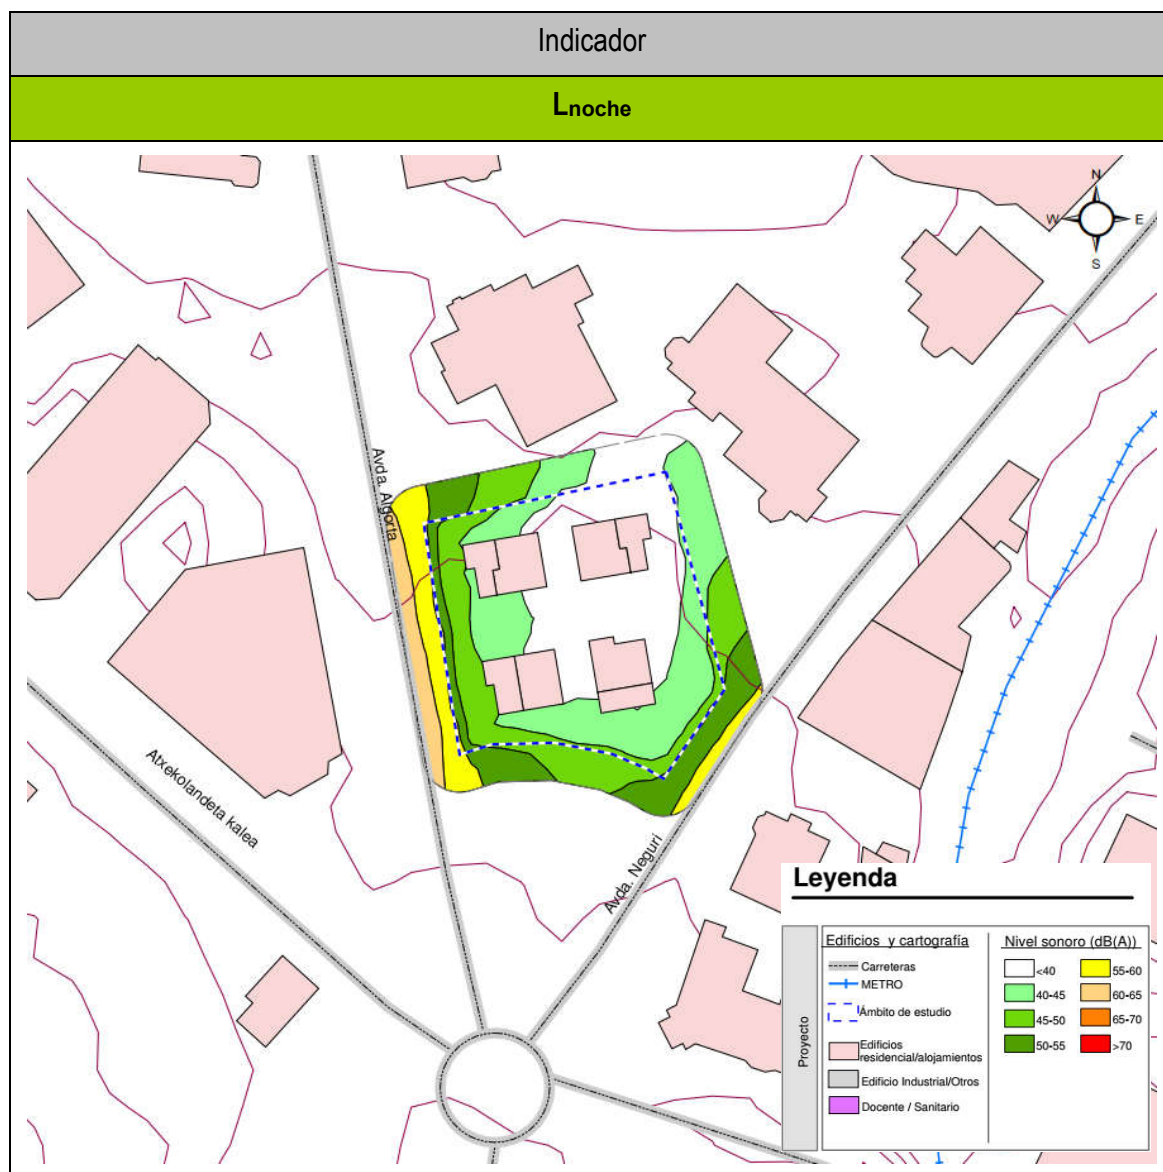 Indicador
Lnoche
N
W
E
S
Avda. Algorta
Atxekolandeta kalea
Avda. Neguri
Leyenda
Proyecto
Edificios y cartografía
Carreteras
METRO
Ámbito de estudio
Edificios
residencial/alojamientos
Edificio Industrial/Otros
Docente / Sanitario
Nivel sonoro (dB(A))
<40
55-60
40-45
60-65
45-50
65-70
50-55
>70